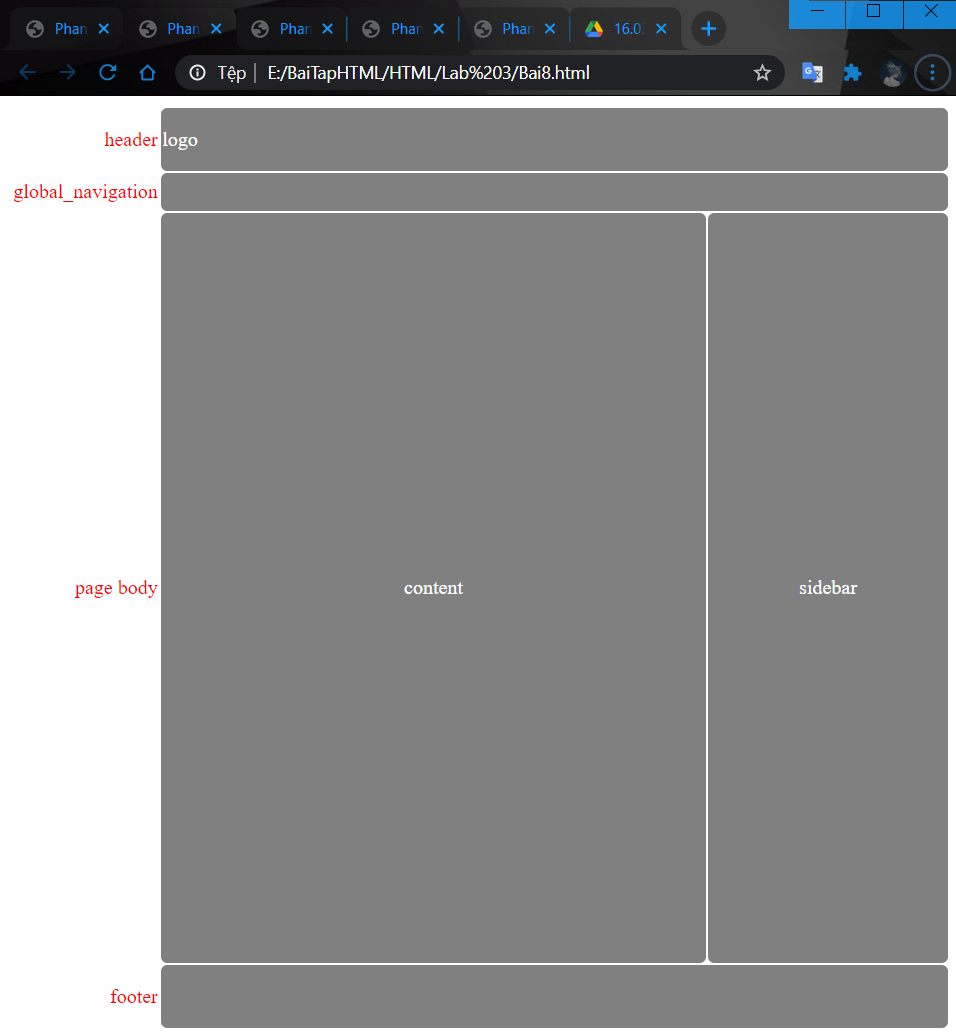 Phan Phan Phan Phan Phan 16.0
Tệp E:/BaiTapHTML/HTML/Lab%203/Bai8.html
header logo
global_navigation
page body content sidebar
footer